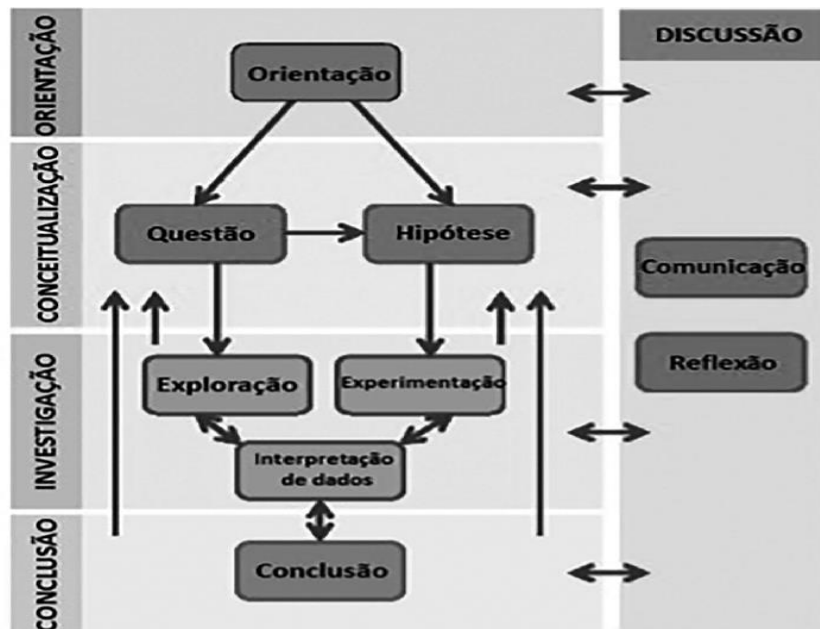 ORIENTAÇÃO
Orientação
CONCEITUALIZAÇÃO
Questão
Hipótese
INVESTIGAÇÃO
Exploração
Experimentação
Interpretação
de dados
CONCLUSÃO
Conclusão
DISCUSSÃO
Comunicação
Reflexão